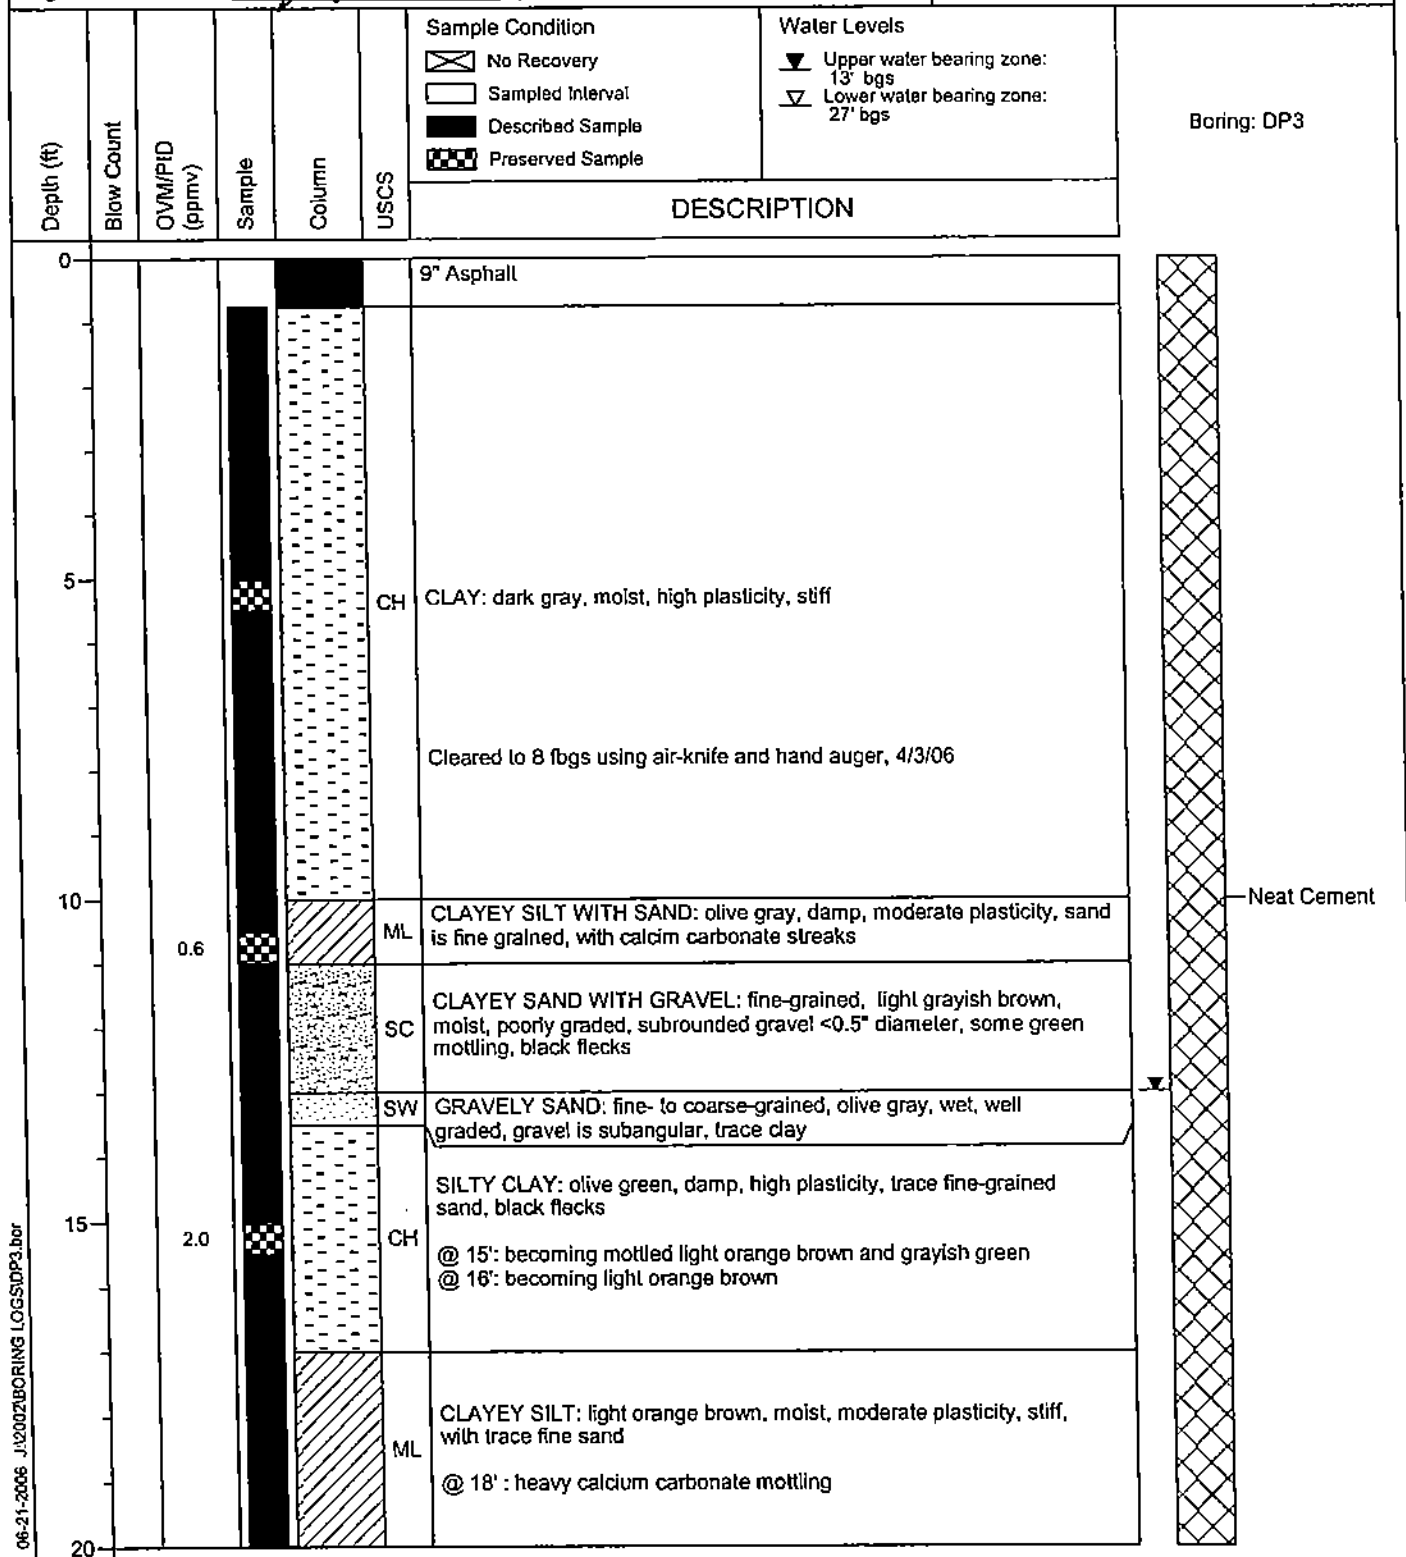 Sample Condition
No Recovery
Sampled Interval
Described Sample
Preserved Sample
Water Levels
Upper water bearing zone:
13' bgs
Lower water bearing zone:
27' bgs
Boring: DP3
Depth (ft)
Blow Count
OVM/PID
(ppmv)
Sample
Column
USCS
DESCRIPTION
0
9" Asphalt
5
CH
CLAY: dark gray, moist, high plasticity, stiff
Cleared to 8 fbgs using air-knife and hand auger, 4/3/06
10
Neat Cement
0.6
ML
CLAYEY SILT WITH SAND: olive gray, damp, moderate plasticity, sand
is fine grained, with calcim carbonate streaks
SC
CLAYEY SAND WITH GRAVEL: fine-grained, light grayish brown,
moist, poorly graded, subrounded gravel <0.5" diameter, some green
mottling, black flecks
SW
GRAVELY SAND: fine- to coarse-grained, olive gray, wet, well
graded, gravel is subangular, trace clay
15
2.0
CH
SILTY CLAY: olive green, damp, high plasticity, trace fine-grained
sand, black flecks
@ 15': becoming mottled light orange brown and grayish green
@ 16': becoming light orange brown
ML
CLAYEY SILT: light orange brown, moist, moderate plasticity, stiff,
with trace fine sand
@ 18' : heavy calcium carbonate mottling
20
06-21-2006 J:\2002\BORING LOGS\DP3.bor